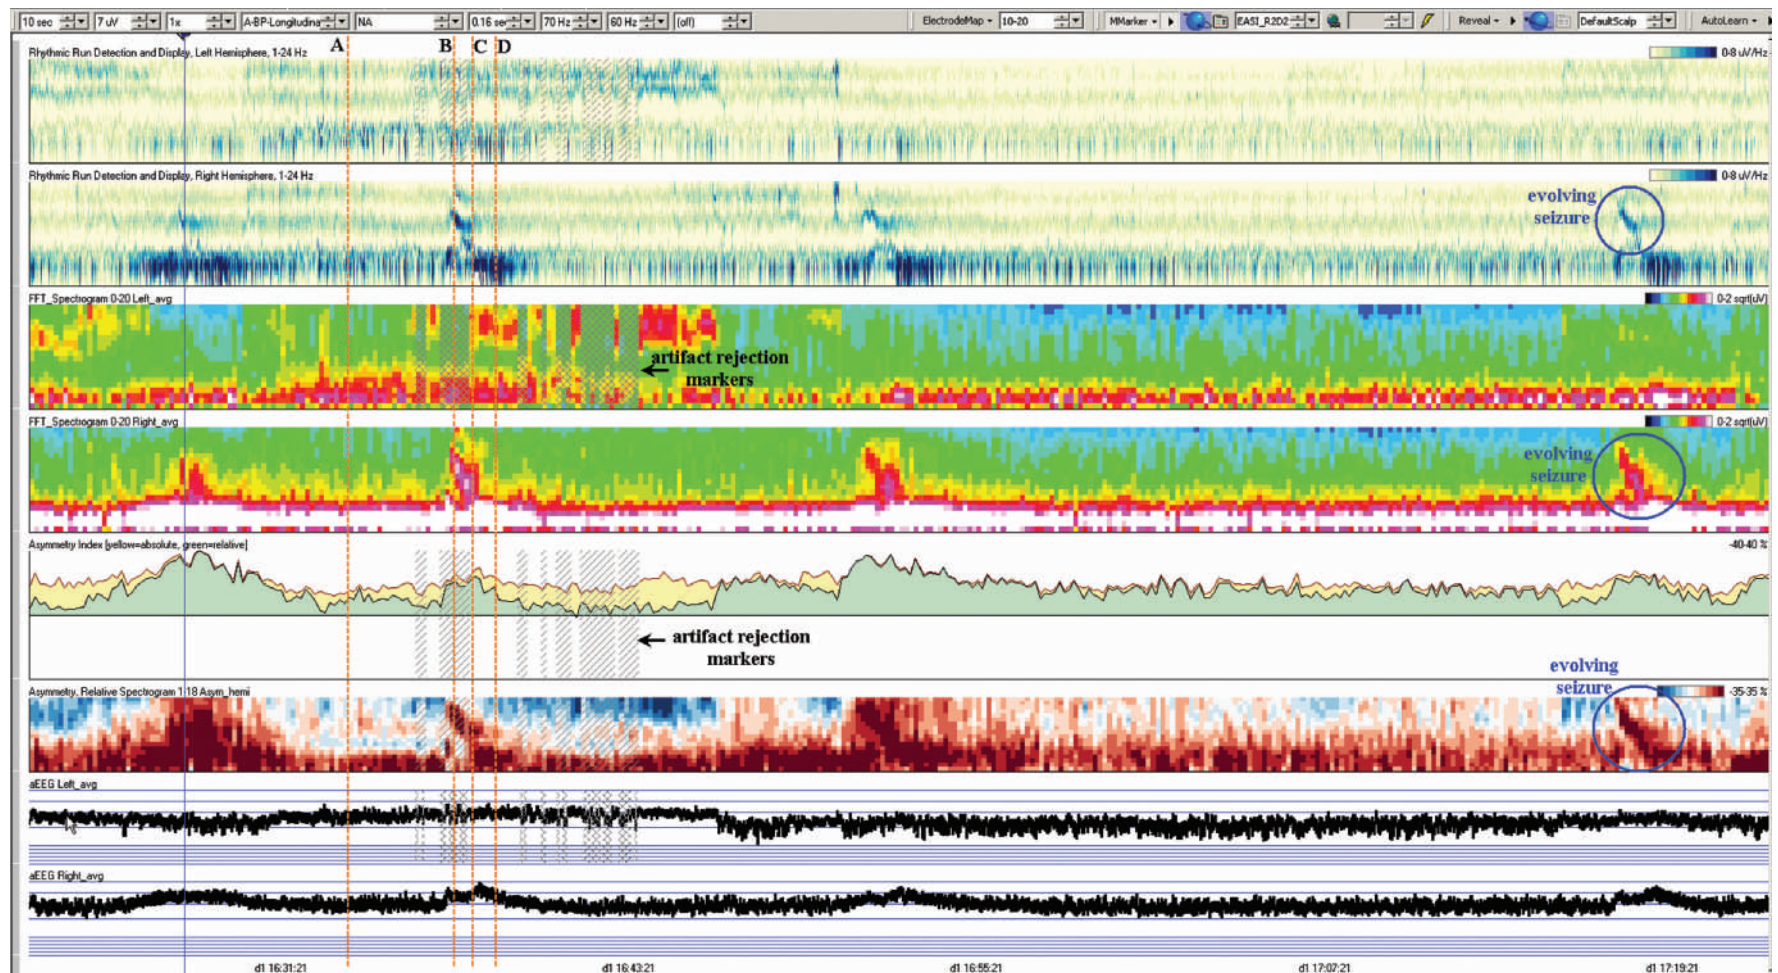 10 sec 7 uV 1x A-BP-Longitudina NA 0.16 sec 70 Hz 60 Hz (off) ElectrodeMap - 10-20 MMarker - EASI_R2D2 Reveal - DefaultScalp AutoLearn -
A B C D
Rhythmic Run Detection and Display, Left Hemisphere, 1-24 Hz 0-8 uV/Hz
Rhythmic Run Detection and Display, Right Hemisphere, 1-24 Hz 0-8 uV/Hz
evolving
seizure
FFT_Spectrogram 0-20 Left_avg 0-2 sqrt(uV)
artifact rejection
markers
FFT_Spectrogram 0-20 Right_avg 0-2 sqrt(uV)
evolving
seizure
Asymmetry Index [yellow=absolute, green=relative] -40-40 %
artifact rejection
markers
evolving
seizure
Asymmetry, Relative Spectrogram 1-18 Asym_hemi -35-35 %
aEEG Left_avg
aEEG Right_avg
d1 16:31:21 d1 16:43:21 d1 16:55:21 d1 17:07:21 d1 17:19:21